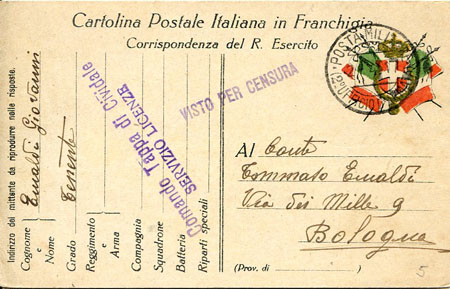 Cartolina Postale Italiana in Franchigia
Corrispondenza del R. Esercito
POSTA MILI
VISTO PER CENSURA
Comando Tappa di Cividale
SERVIZIO LICENZE
Indirizzo del mittente da riprodurre nelle risposte.
Cognome e Nome Emaldi Giovanni
Grado Tenente
Reggimento e Arma
Compagnia
Squadrone
Batteria
Riparti speciali
Al Conte
Tommaso Emaldi
Via dei Mille 9
Bologna
(Prov. di )
5